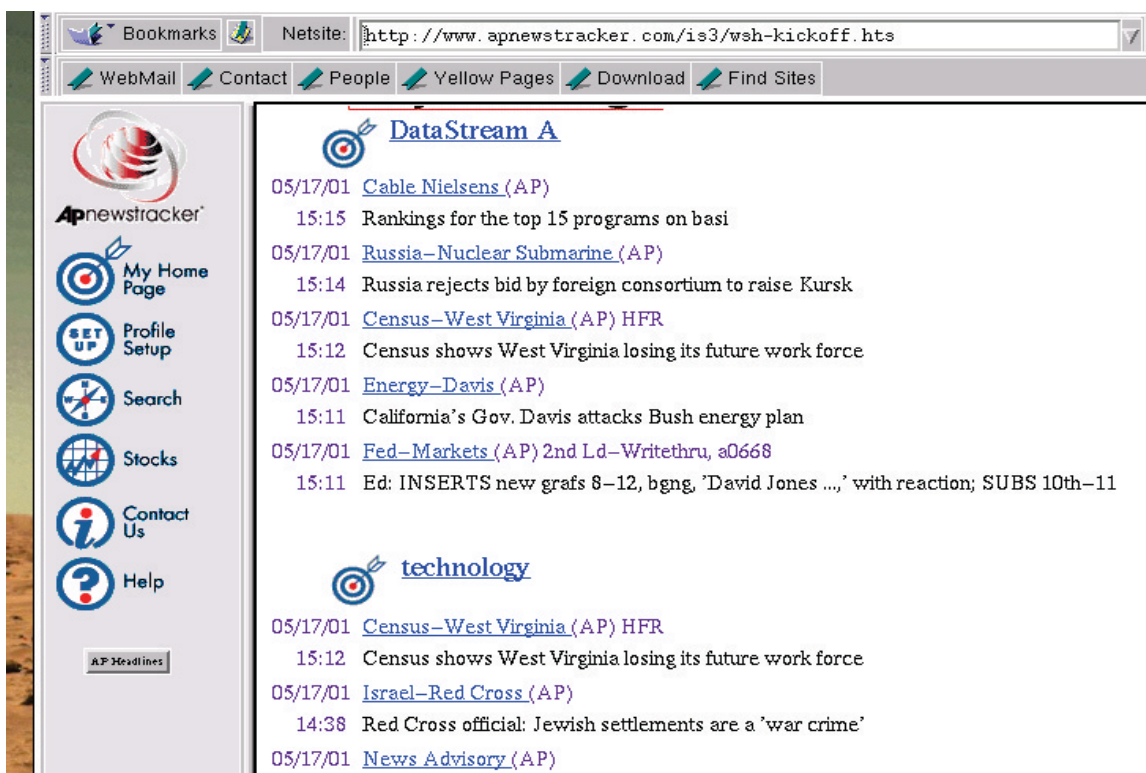 Bookmarks Netsite: http://www.apnewstracker.com/is3/wsh-kickoff.hts
WebMail Contact People Yellow Pages Download Find Sites
Apnewstracker
My Home
Page
SET UP
Profile
Setup
Search
Stocks
Contact
Us
Help
AP Headlines
DataStream A
05/17/01 Cable Nielsens (AP)
15:15 Rankings for the top 15 programs on basi
05/17/01 Russia–Nuclear Submarine (AP)
15:14 Russia rejects bid by foreign consortium to raise Kursk
05/17/01 Census–West Virginia (AP) HFR
15:12 Census shows West Virginia losing its future work force
05/17/01 Energy–Davis (AP)
15:11 California's Gov. Davis attacks Bush energy plan
05/17/01 Fed–Markets (AP) 2nd Ld–Writethru, a0668
15:11 Ed: INSERTS new grafs 8–12, bgng, 'David Jones ...,' with reaction; SUBS 10th–11
technology
05/17/01 Census–West Virginia (AP) HFR
15:12 Census shows West Virginia losing its future work force
05/17/01 Israel–Red Cross (AP)
14:38 Red Cross official: Jewish settlements are a 'war crime'
05/17/01 News Advisory (AP)